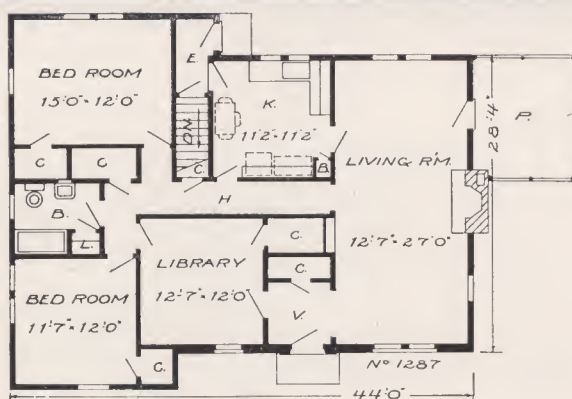 BED ROOM
15'0" × 12'0"
E.
DN.
K.
11'2" × 11'2"
LIVING R'M.
12'7" × 27'0"
P.
28'4"
C.
C.
C.
B.
H
B.
L.
LIBRARY
12'7" × 12'0"
C.
C.
V.
BED ROOM
11'7" × 12'0"
C.
No 1287
44'0"